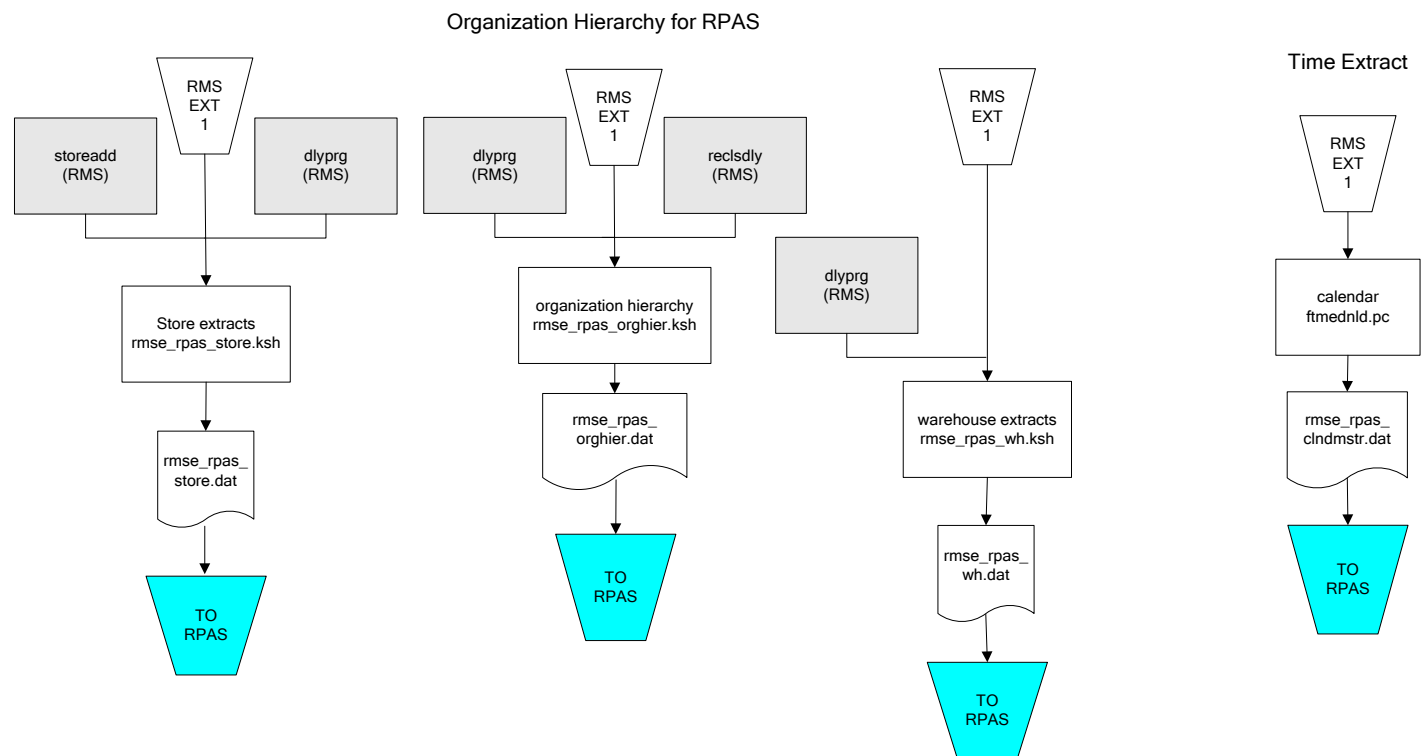 Organization Hierarchy for RPAS
RMS
EXT
1
storeadd
(RMS)
dlyprg
(RMS)
Store extracts
rmse_rpas_store.ksh
rmse_rpas_
store.dat
TO
RPAS
RMS
EXT
1
dlyprg
(RMS)
reclsdly
(RMS)
organization hierarchy
rmse_rpas_orghier.ksh
rmse_rpas_
orghier.dat
TO
RPAS
RMS
EXT
1
dlyprg
(RMS)
warehouse extracts
rmse_rpas_wh.ksh
rmse_rpas_
wh.dat
TO
RPAS
Time Extract
RMS
EXT
1
calendar
ftmednld.pc
rmse_rpas_
clndmstr.dat
TO
RPAS